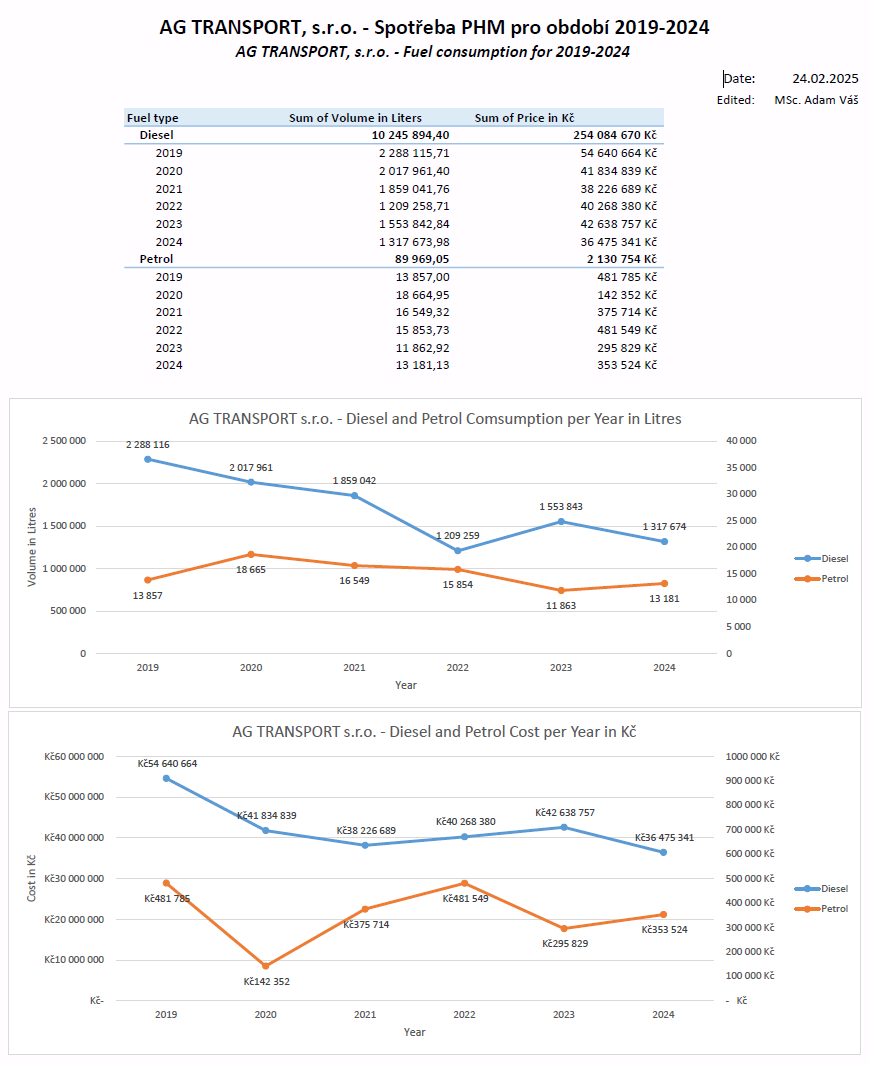 AG TRANSPORT, s.r.o. - Spotřeba PHM pro období 2019-2024
AG TRANSPORT, s.r.o. - Fuel consumption for 2019-2024
Date: 24.02.2025
Edited: MSc. Adam Váš
Fuel type Sum of Volume in Liters Sum of Price in Kč
Diesel 10 245 894,40 254 084 670 Kč
2019 2 288 115,71 54 640 664 Kč
2020 2 017 961,40 41 834 839 Kč
2021 1 859 041,76 38 226 689 Kč
2022 1 209 258,71 40 268 380 Kč
2023 1 553 842,84 42 638 757 Kč
2024 1 317 673,98 36 475 341 Kč
Petrol 89 969,05 2 130 754 Kč
2019 13 857,00 481 785 Kč
2020 18 664,95 142 352 Kč
2021 16 549,32 375 714 Kč
2022 15 853,73 481 549 Kč
2023 11 862,92 295 829 Kč
2024 13 181,13 353 524 Kč
AG TRANSPORT s.r.o. - Diesel and Petrol Comsumption per Year in Litres
Volume in Litres
2 500 000
2 000 000
1 500 000
1 000 000
500 000
0
2 288 116
2 017 961
1 859 042
1 209 259
1 553 843
1 317 674
13 857
18 665
16 549
15 854
11 863
13 181
40 000
35 000
30 000
25 000
20 000
15 000
10 000
5 000
0
Diesel
Petrol
2019 2020 2021 2022 2023 2024
Year
AG TRANSPORT s.r.o. - Diesel and Petrol Cost per Year in Kč
Cost in Kč
Kč60 000 000
Kč50 000 000
Kč40 000 000
Kč30 000 000
Kč20 000 000
Kč10 000 000
Kč-
Kč54 640 664
Kč41 834 839
Kč38 226 689
Kč40 268 380
Kč42 638 757
Kč36 475 341
Kč481 785
Kč142 352
Kč375 714
Kč481 549
Kč295 829
Kč353 524
1000 000 Kč
900 000 Kč
800 000 Kč
700 000 Kč
600 000 Kč
500 000 Kč
400 000 Kč
300 000 Kč
200 000 Kč
100 000 Kč
- Kč
Diesel
Petrol
2019 2020 2021 2022 2023 2024
Year